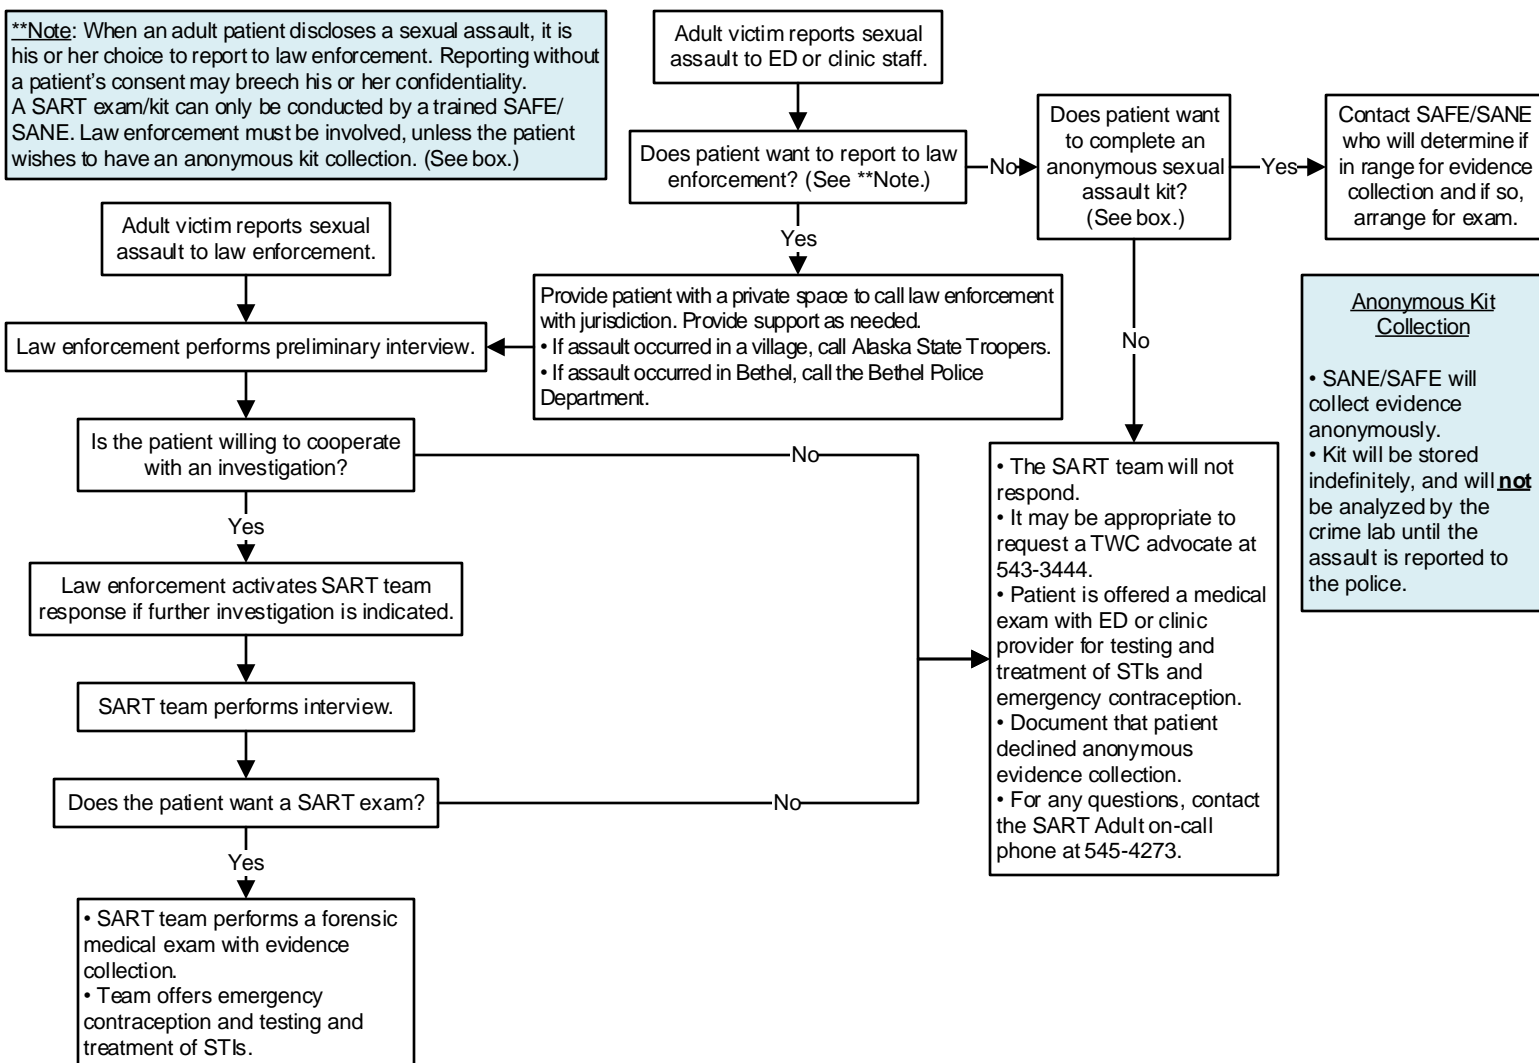 **Note: When an adult patient discloses a sexual assault, it is
his or her choice to report to law enforcement. Reporting without
a patient's consent may breech his or her confidentiality.
A SART exam/kit can only be conducted by a trained SAFE/
SANE. Law enforcement must be involved, unless the patient
wishes to have an anonymous kit collection. (See box.)
Adult victim reports sexual
assault to ED or clinic staff.
Does patient want to report to law
enforcement? (See **Note.)
No
Does patient want
to complete an
anonymous sexual
assault kit?
(See box.)
Yes
Contact SAFE/SANE
who will determine if
in range for evidence
collection and if so,
arrange for exam.
Yes
No
Adult victim reports sexual
assault to law enforcement.
Provide patient with a private space to call law enforcement
with jurisdiction. Provide support as needed.
• If assault occurred in a village, call Alaska State Troopers.
• If assault occurred in Bethel, call the Bethel Police
Department.
Law enforcement performs preliminary interview.
Anonymous Kit
Collection
• SANE/SAFE will
collect evidence
anonymously.
• Kit will be stored
indefinitely, and will not
be analyzed by the
crime lab until the
assault is reported to
the police.
Is the patient willing to cooperate
with an investigation?
No
Yes
• The SART team will not
respond.
• It may be appropriate to
request a TWC advocate at
543-3444.
• Patient is offered a medical
exam with ED or clinic
provider for testing and
treatment of STIs and
emergency contraception.
• Document that patient
declined anonymous
evidence collection.
• For any questions, contact
the SART Adult on-call
phone at 545-4273.
Law enforcement activates SART team
response if further investigation is indicated.
SART team performs interview.
Does the patient want a SART exam?
No
Yes
• SART team performs a forensic
medical exam with evidence
collection.
• Team offers emergency
contraception and testing and
treatment of STIs.